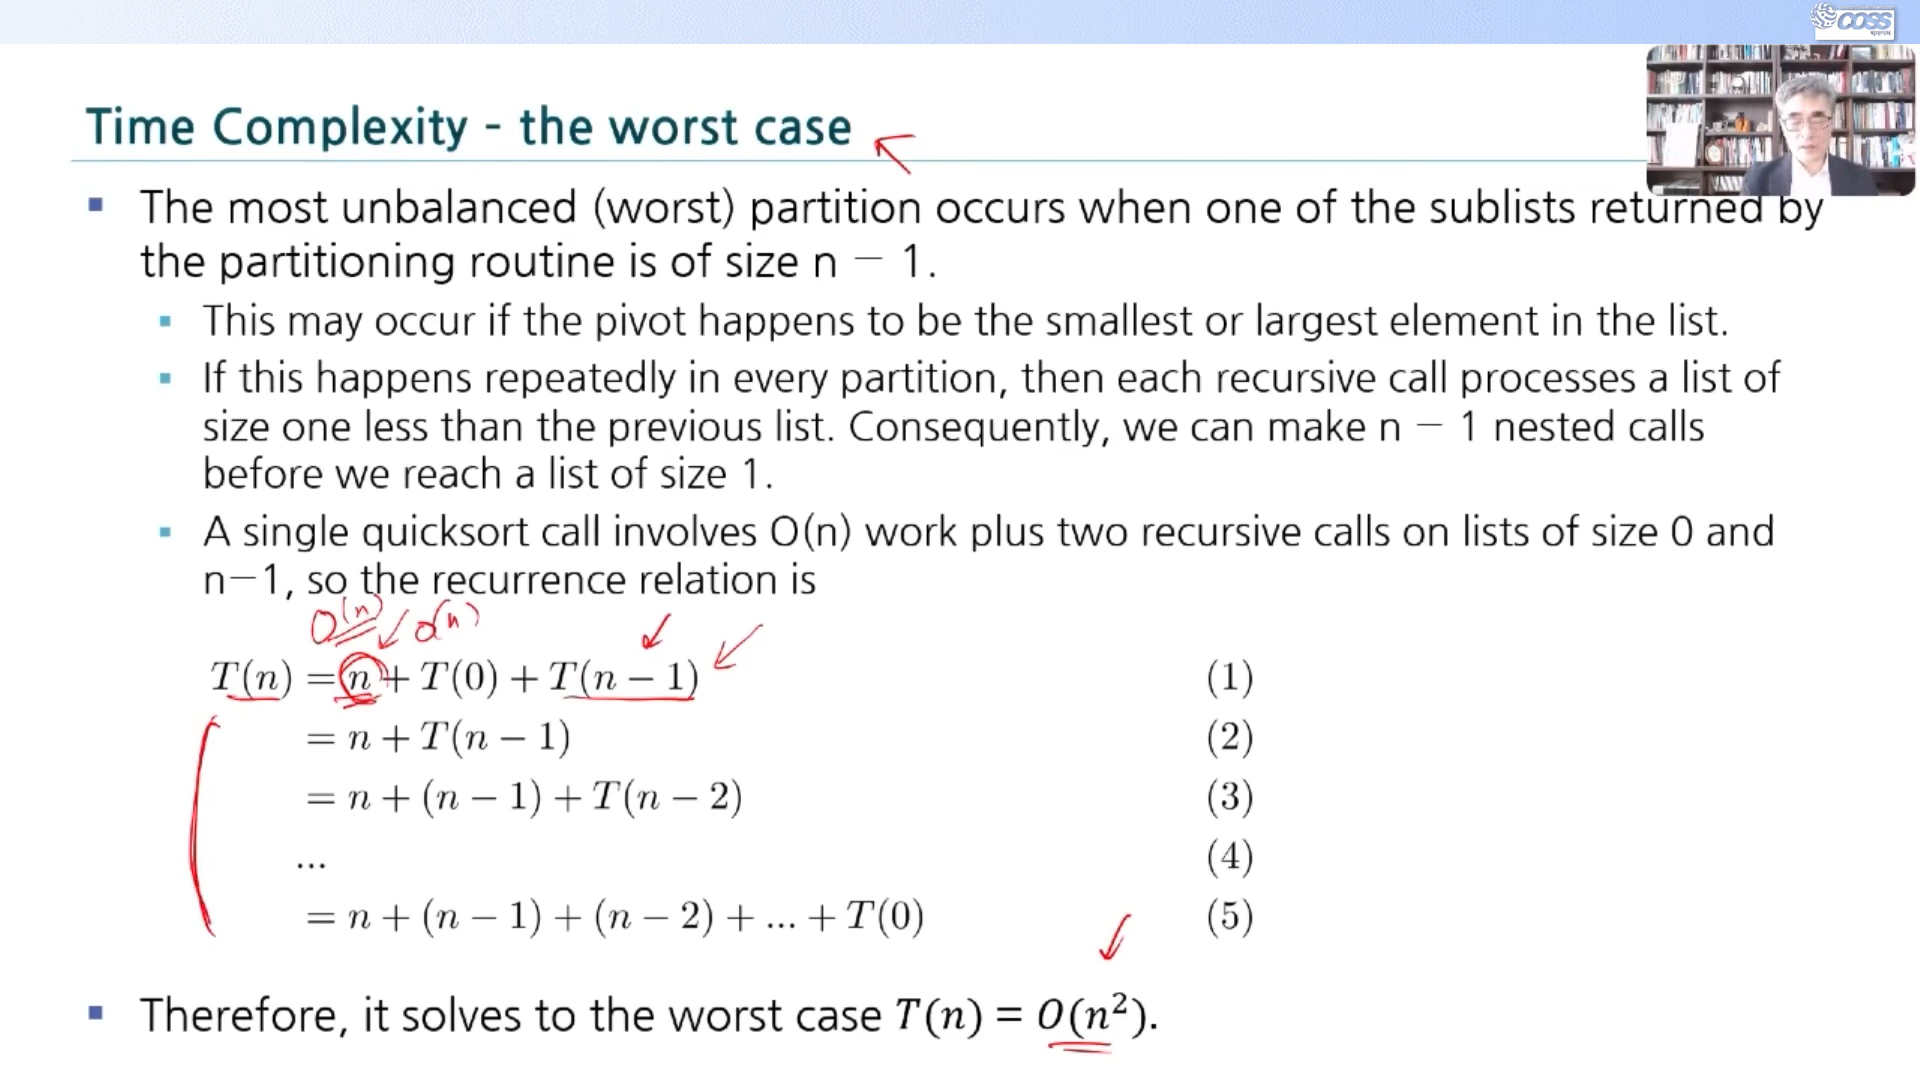 COSS
Time Complexity - the worst case
▪ The most unbalanced (worst) partition occurs when one of the sublists returned by
the partitioning routine is of size n − 1.
▪ This may occur if the pivot happens to be the smallest or largest element in the list.
▪ If this happens repeatedly in every partition, then each recursive call processes a list of
size one less than the previous list. Consequently, we can make n − 1 nested calls
before we reach a list of size 1.
▪ A single quicksort call involves O(n) work plus two recursive calls on lists of size 0 and
n−1, so the recurrence relation is
O(n) O(n)
T(n) = n + T(0) + T(n − 1) (1)
= n + T(n − 1) (2)
= n + (n − 1) + T(n − 2) (3)
... (4)
= n + (n − 1) + (n − 2) + ... + T(0) (5)
▪ Therefore, it solves to the worst case T(n) = O(n²).